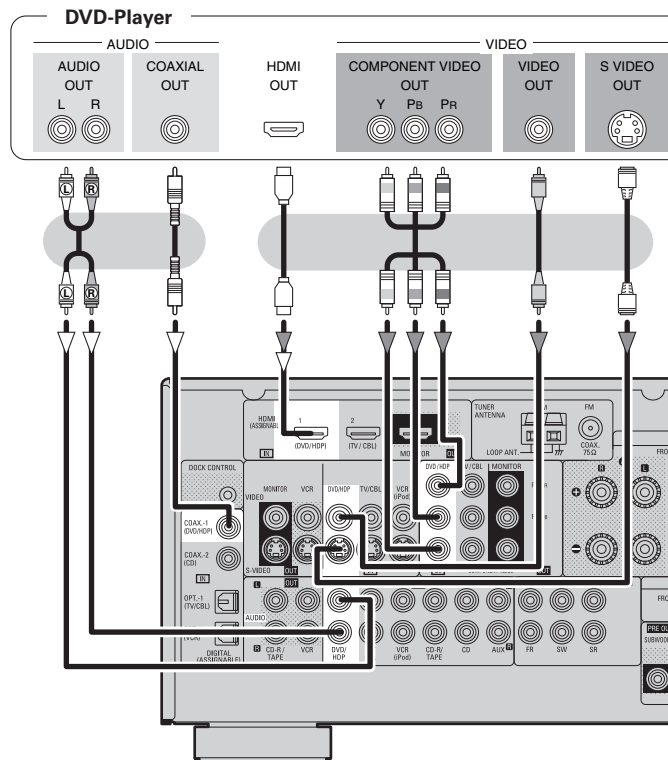 DVD-Player
AUDIO
VIDEO
AUDIO
OUT
L R
COAXIAL
OUT
HDMI
OUT
COMPONENT VIDEO
OUT
Y PB PR
VIDEO
OUT
S VIDEO
OUT
L R
L R
HDMI
1
(DVD/HDP)
IN
2
(TV / CBL)
MONITOR
OUT
TUNER
ANTENNA
LOOP ANT.
FM
COAX.
75Ω
DOCK CONTROL
COAX.-1
(DVD/HDP)
COAX.-2
(CD)
IN
OPT.-1
(TV/CBL)
(VCR)
DIGITAL
(ASSIGNABLE)
VIDEO
MONITOR
VCR
DVD/HDP
TV/CBL
VCR
(iPod)
S-VIDEO
OUT
DVD/HDP
MONITOR
OUT
R L
L
OUT
AUDIO
R
CD-R /
TAPE
VCR
DVD/
HDP
VCR
(iPod)
CD-R/
TAPE
CD
AUX
R
FR
SW
SR